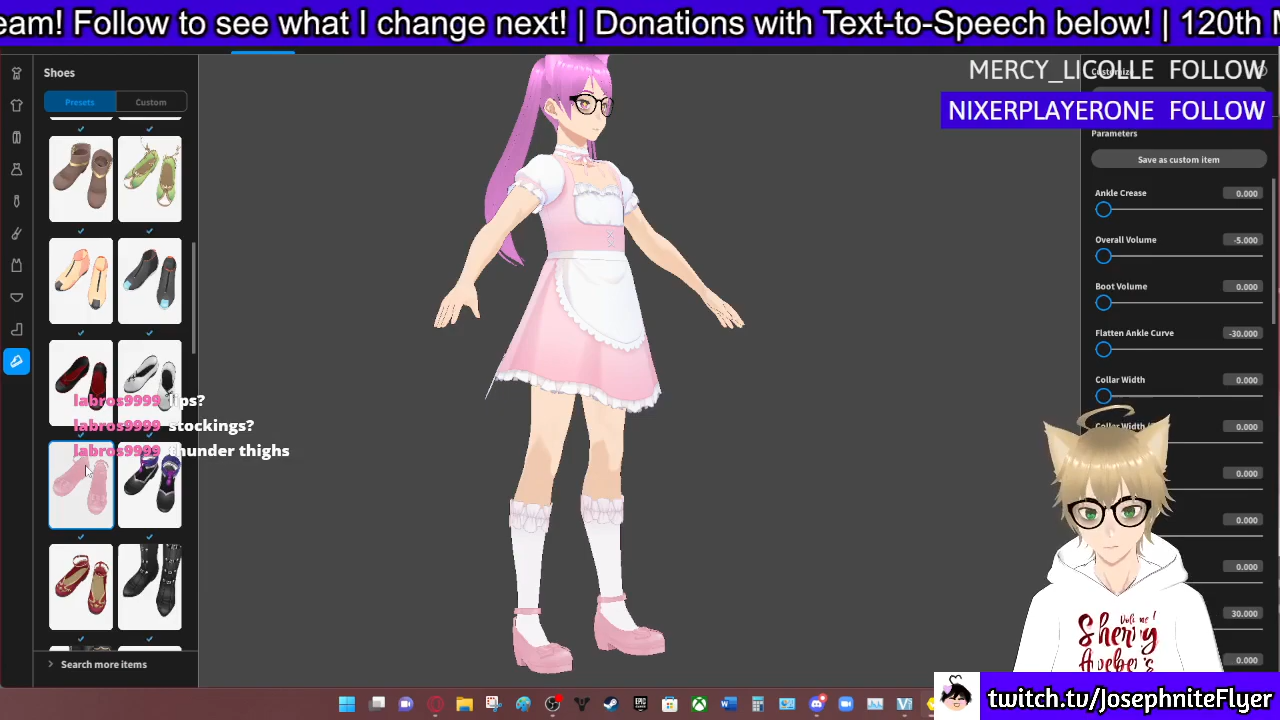 eam! Follow to see what I change next! | Donations with Text-to-Speech below! | 120th M
Shoes
Presets
Custom
MERCY_LICOLLE FOLLOW
NIXERPLAYERONE FOLLOW
Parameters
Save as custom item
Ankle Crease 0.000
Overall Volume -5.000
Boot Volume 0.000
Flatten Ankle Curve -30.000
Collar Width 0.000
0.000
0.000
0.000
0.000
30.000
0.000
labros9999 lips?
labros9999 stockings?
labros9999 thunder thighs
Search more items
Sherry
twitch.tv/JosephniteFlyer